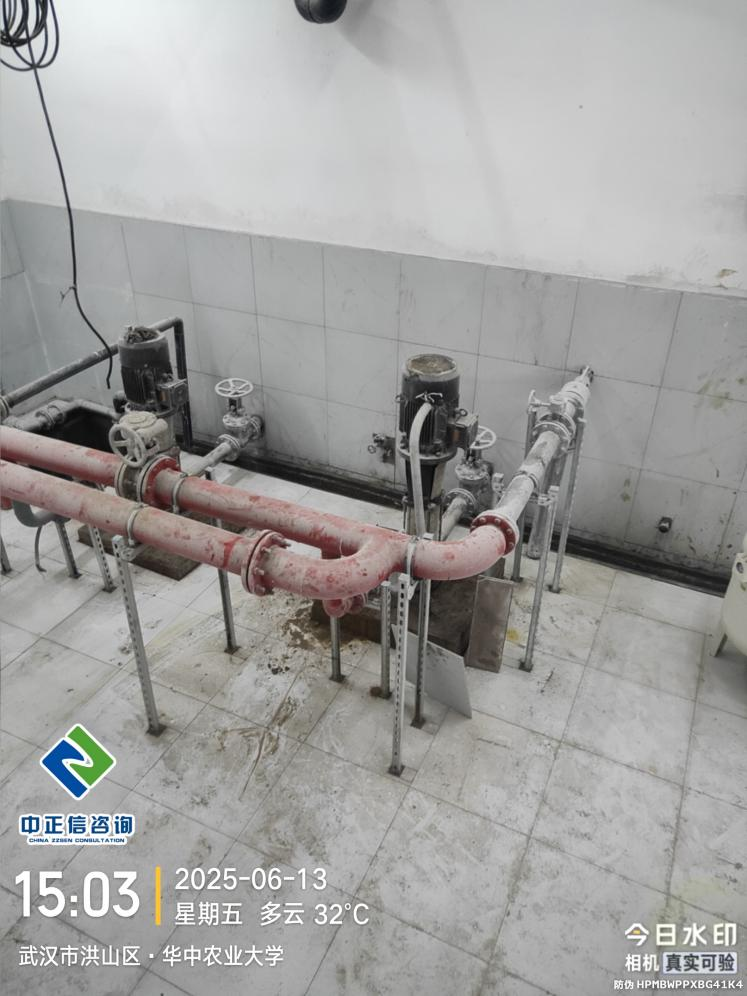 中正信咨询
CHINA ZZSEN CONSULTATION
15:03
2025-06-13
星期五 多云 32℃
武汉市洪山区·华中农业大学
今日水印
相机 真实可验
防伪 HPMBWPPXBG41K4